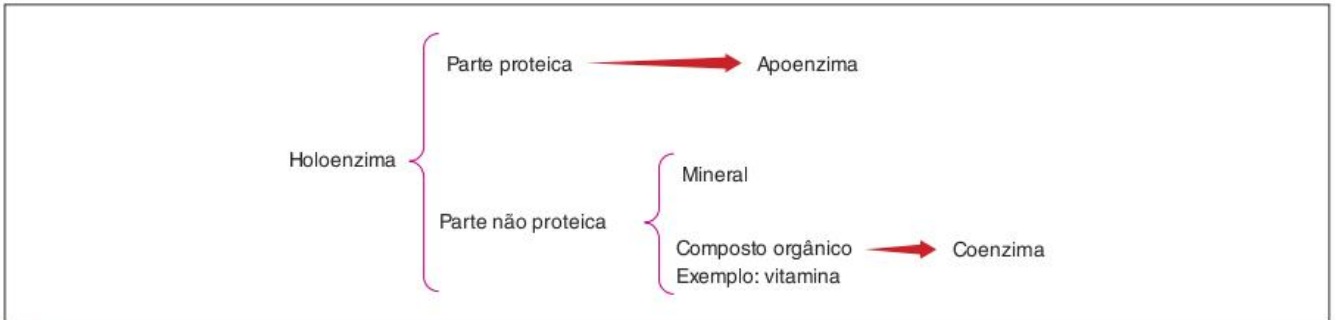 Parte proteica
Apoenzima
Holoenzima
Parte não proteica
Mineral
Composto orgânico
Exemplo: vitamina
Coenzima